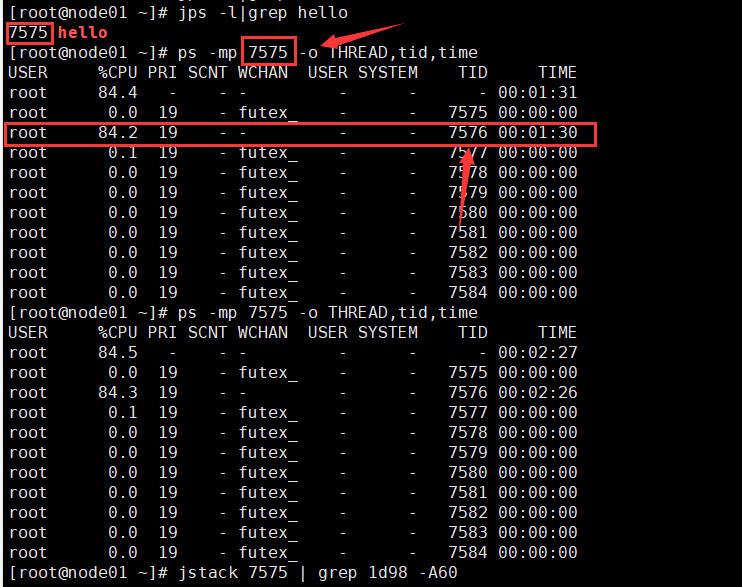 [root@node01 ~]# jps -l|grep hello
7575 hello
[root@node01 ~]# ps -mp 7575 -o THREAD,tid,time
USER     %CPU PRI SCNT WCHAN  USER SYSTEM    TID     TIME
root     84.4   -    - -         -      -      - 00:01:31
root      0.0  19    - futex_    -      -   7575 00:00:00
root     84.2  19    - -         -      -   7576 00:01:30
root      0.1  19    - futex_    -      -   7577 00:00:00
root      0.0  19    - futex_    -      -   7578 00:00:00
root      0.0  19    - futex_    -      -   7579 00:00:00
root      0.0  19    - futex_    -      -   7580 00:00:00
root      0.0  19    - futex_    -      -   7581 00:00:00
root      0.0  19    - futex_    -      -   7582 00:00:00
root      0.0  19    - futex_    -      -   7583 00:00:00
root      0.0  19    - futex_    -      -   7584 00:00:00
[root@node01 ~]# ps -mp 7575 -o THREAD,tid,time
USER     %CPU PRI SCNT WCHAN  USER SYSTEM    TID     TIME
root     84.5   -    - -         -      -      - 00:02:27
root      0.0  19    - futex_    -      -   7575 00:00:00
root     84.3  19    - -         -      -   7576 00:02:26
root      0.1  19    - futex_    -      -   7577 00:00:00
root      0.0  19    - futex_    -      -   7578 00:00:00
root      0.0  19    - futex_    -      -   7579 00:00:00
root      0.0  19    - futex_    -      -   7580 00:00:00
root      0.0  19    - futex_    -      -   7581 00:00:00
root      0.0  19    - futex_    -      -   7582 00:00:00
root      0.0  19    - futex_    -      -   7583 00:00:00
root      0.0  19    - futex_    -      -   7584 00:00:00
[root@node01 ~]# jstack 7575 | grep 1d98 -A60